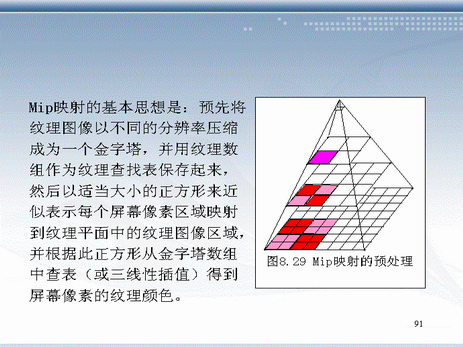 Mip映射的基本思想是：预先将
纹理图像以不同的分辨率压缩
成为一个金字塔，并用纹理数
组作为纹理查找表保存起来，
然后以适当大小的正方形来近
似表示每个屏幕像素区域映射
到纹理平面中的纹理图像区域，
并根据此正方形从金字塔数组
中查表（或三线性插值）得到
屏幕像素的纹理颜色。
图8.29 Mip映射的预处理
91